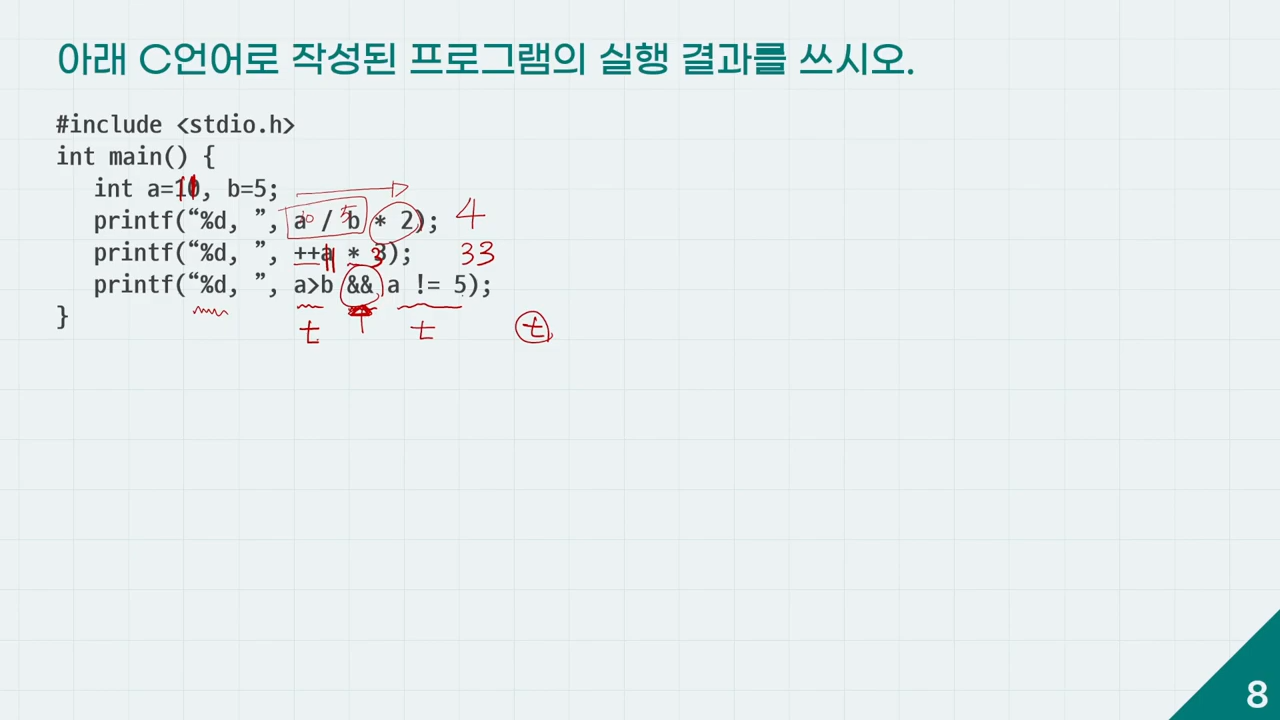 아래 C언어로 작성된 프로그램의 실행 결과를 쓰시오.
#include <stdio.h>
int main() {
int a=10, b=5;
printf(“%d, ”, a / b * 2); 4
printf(“%d, ”, ++a * 3); 33
printf(“%d, ”, a>b && a != 5);
}
t t t
8